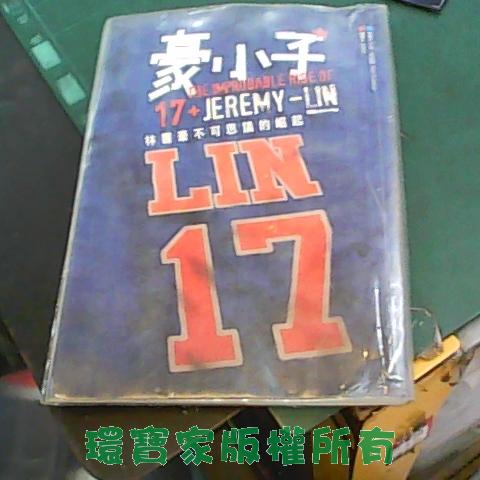 豪小子
THE IMPROBABLE RISE OF
17+JEREMY-LIN
林書豪不可思議的崛起
LIN
17
環寶家版權所有